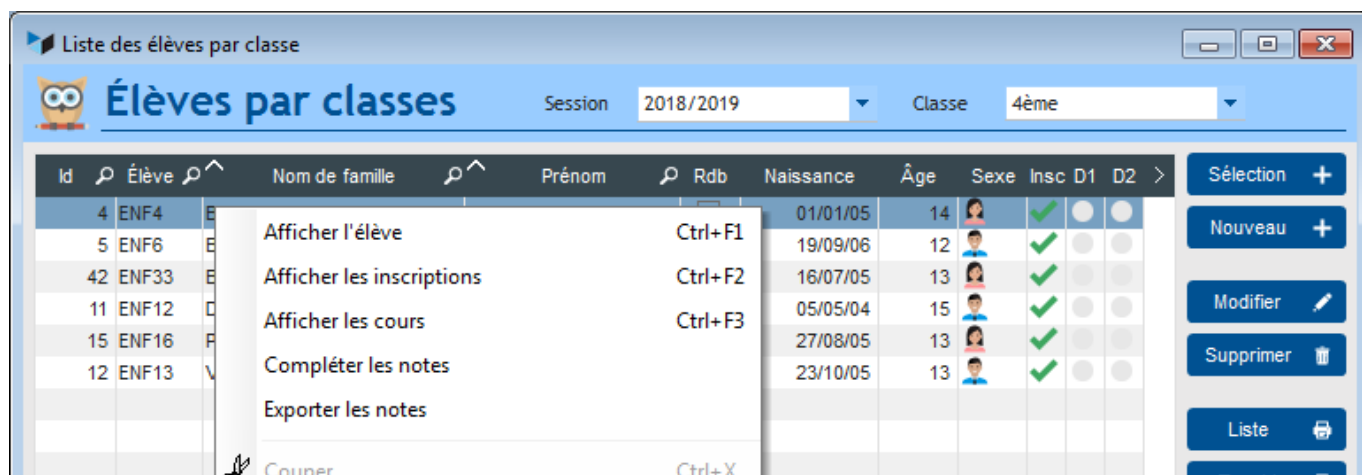 Liste des élèves par classe
Élèves par classes Session 2018/2019 Classe 4ème
Id Élève Nom de famille Prénom Rdb Naissance Âge Sexe Insc D1 D2 > Sélection +
4 ENF4 01/01/05 14
Afficher l'élève Ctrl+F1 Nouveau +
5 ENF6 19/09/06 12
Afficher les inscriptions Ctrl+F2
42 ENF33 16/07/05 13
11 ENF12 05/05/04 15 Modifier
Afficher les cours Ctrl+F3
15 ENF16 27/08/05 13
Supprimer
Compléter les notes
12 ENF13 23/10/05 13
Exporter les notes
Liste
Couper Ctrl+X